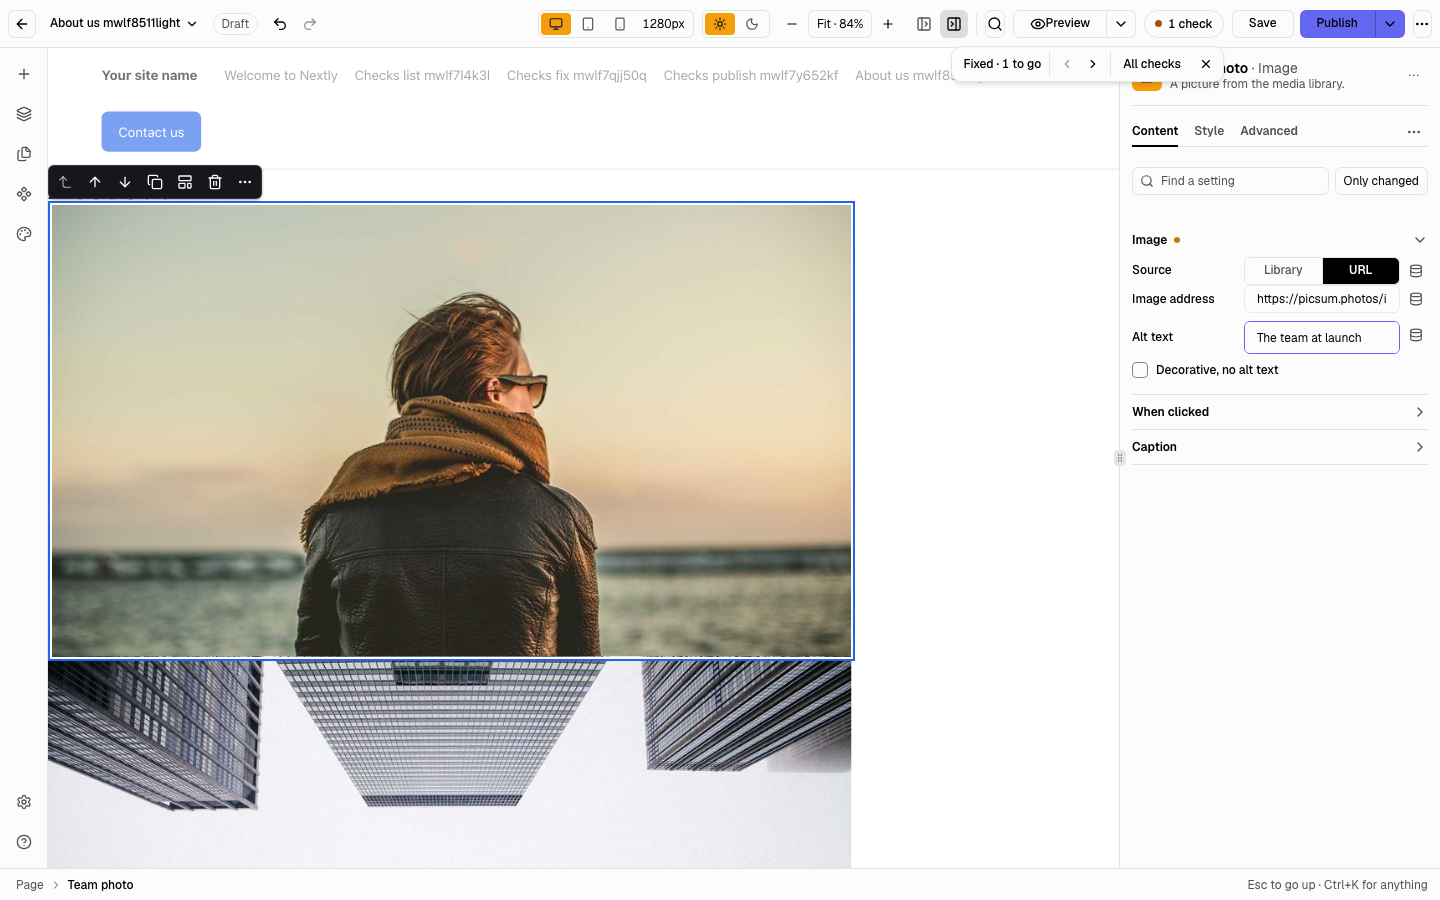 About us mwlf8511light
Draft
1280px
Fit · 84%
Preview
1 check
Save
Publish
Fixed · 1 to go
All checks
Your site name
Welcome to Nextly
Checks list mwlf7l4k3l
Checks fix mwlf7qjj50q
Checks publish mwlf7y652kf
About us mwlf8
Contact us
· Image
A picture from the media library.
Content
Style
Advanced
Find a setting
Only changed
Image
Source
Library
URL
Image address
https://picsum.photos/i
Alt text
The team at launch
Decorative, no alt text
When clicked
Caption
Page
Team photo
Esc to go up · Ctrl+K for anything